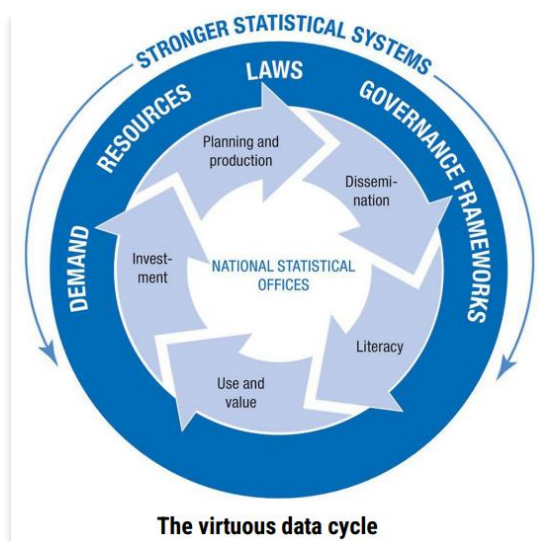 STRONGER STATISTICAL SYSTEMS
DEMAND
RESOURCES
LAWS
GOVERNANCE FRAMEWORKS
Planning and
production
Dissemi-
nation
Literacy
Use and
value
Invest-
ment
NATIONAL STATISTICAL
OFFICES
The virtuous data cycle